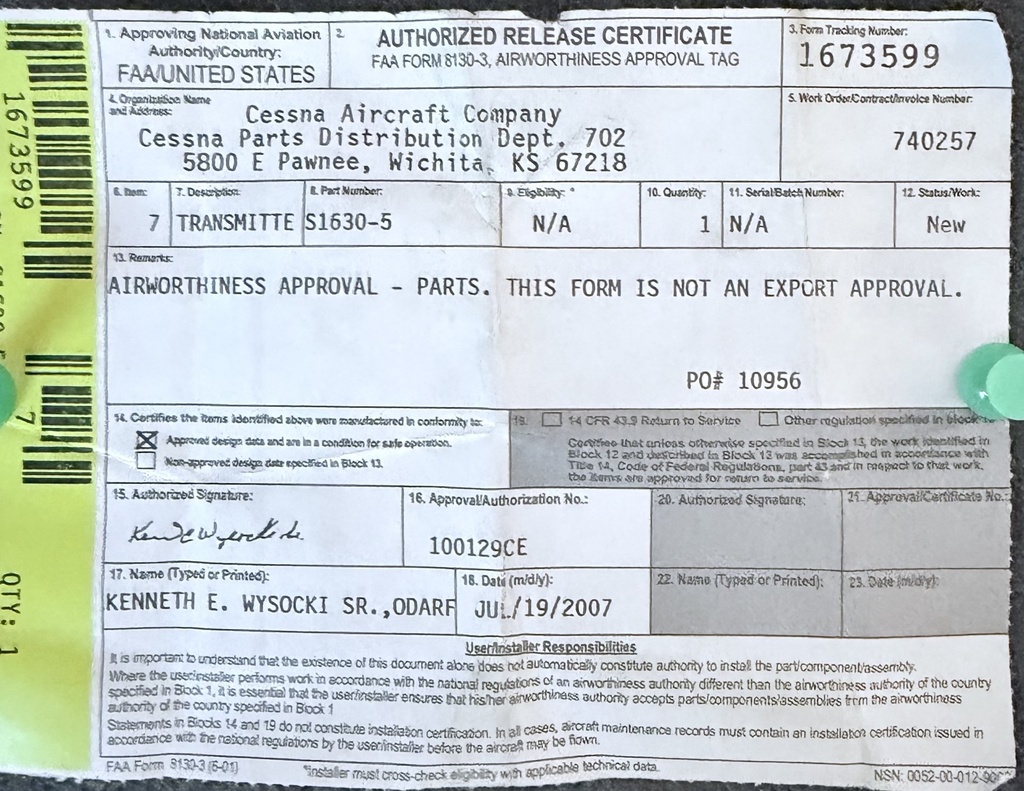 1. Approving National Aviation Authority/Country:
FAA/UNITED STATES
2.
AUTHORIZED RELEASE CERTIFICATE
FAA FORM 8130-3, AIRWORTHINESS APPROVAL TAG
3. Form Tracking Number:
1673599
4. Organization Name and Address:
Cessna Aircraft Company
Cessna Parts Distribution Dept. 702
5800 E Pawnee, Wichita, KS 67218
5. Work Order/Contract/Invoice Number:
740257
6. Item:
7
7. Description:
TRANSMITTE
8. Part Number:
S1630-5
9. Eligibility: *
N/A
10. Quantity:
1
11. Serial/Batch Number:
N/A
12. Status/Work:
New
13. Remarks:
AIRWORTHINESS APPROVAL - PARTS. THIS FORM IS NOT AN EXPORT APPROVAL.
PO# 10956
14. Certifies the items identified above were manufactured in conformity to:
Approved design data and are in a condition for safe operation.
Non-approved design data specified in Block 13.
19. 14 CFR 43.9 Return to Service Other regulation specified in block
Certifies that unless otherwise specified in Block 13, the work identified in
Block 12 and described in Block 13 was accomplished in accordance with
Title 14, Code of Federal Regulations, part 43 and in respect to that work,
the items are approved for return to service.
15. Authorized Signature:
16. Approval/Authorization No.:
100129CE
20. Authorized Signature:
21. Approval/Certificate No.:
17. Name (Typed or Printed):
KENNETH E. WYSOCKI SR.,ODARF
18. Date (m/d/y):
JUL/19/2007
22. Name (Typed or Printed):
23. Date (m/d/y):
User/Installer Responsibilities
It is important to understand that the existence of this document alone does not automatically constitute authority to install the part/component/assembly.
Where the user/installer performs work in accordance with the national regulations of an airworthiness authority different than the airworthiness authority of the country
specified in Block 1, it is essential that the user/installer ensures that his/her airworthiness authority accepts parts/components/assemblies from the airworthiness
authority of the country specified in Block 1
Statements in Blocks 14 and 19 do not constitute installation certification. In all cases, aircraft maintenance records must contain an installation certification issued in
accordance with the national regulations by the user/installer before the aircraft may be flown.
FAA Form 8130-3 (6-01)
*Installer must cross-check eligibility with applicable technical data.
NSN: 0052-00-012-
1673599
7
QTY: 1